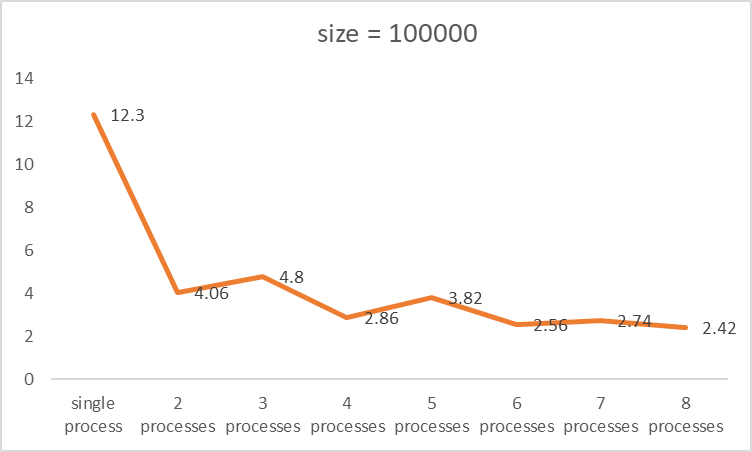 size = 100000
14
12
10
8
6
4
2
0
12.3
4.06
4.8
2.86
3.82
2.56
2.74
2.42
single process
2 processes
3 processes
4 processes
5 processes
6 processes
7 processes
8 processes